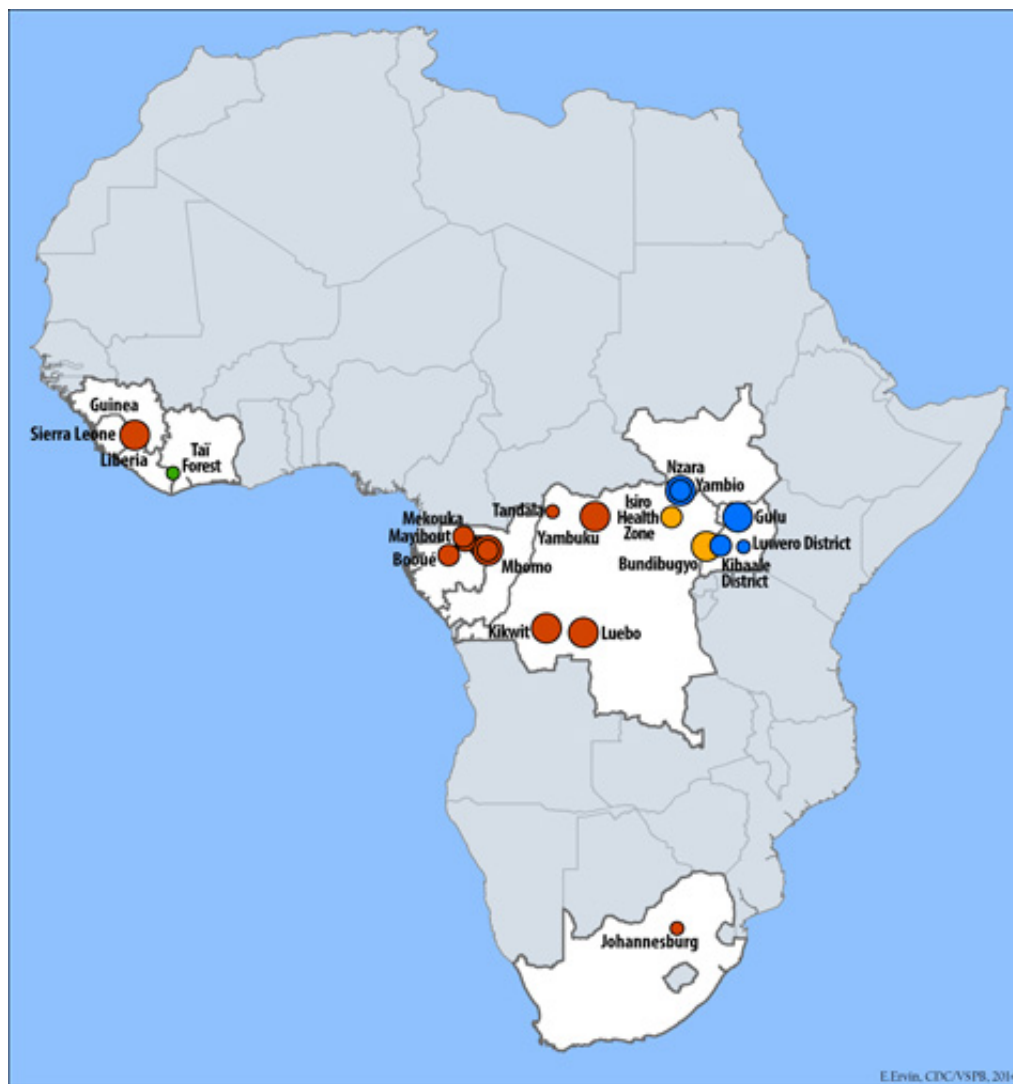 Guinea
Sierra Leone
Liberia
Taï
Forest
Nzara
Yambio
Tandala
Isiro
Health
Zone
Gulu
Mekouka
Mayibout
Yambuku
Luwero District
Booué
Mbomo
Bundibugyo
Kibaale
District
Kikwit
Luebo
Johannesburg
E.Ervin, CDC/VSPB, 2014